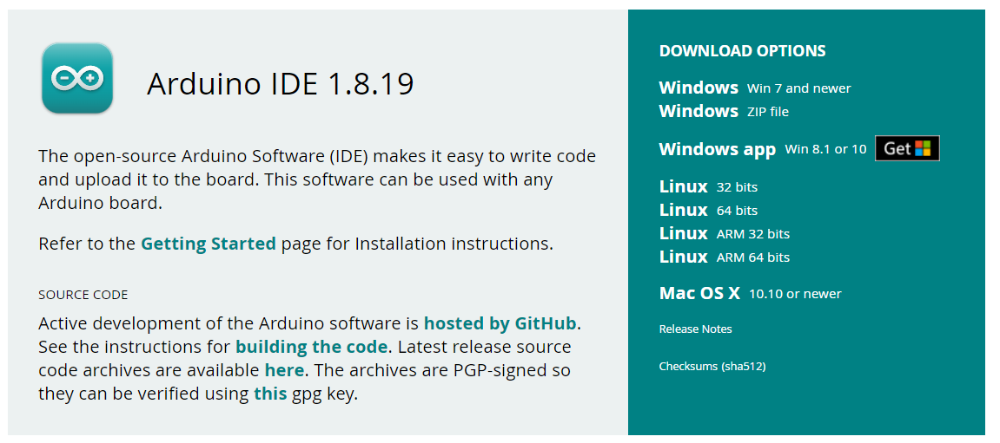 Arduino IDE 1.8.19
The open-source Arduino Software (IDE) makes it easy to write code
and upload it to the board. This software can be used with any
Arduino board.
Refer to the Getting Started page for Installation instructions.
SOURCE CODE
Active development of the Arduino software is hosted by GitHub.
See the instructions for building the code. Latest release source
code archives are available here. The archives are PGP-signed so
they can be verified using this gpg key.
DOWNLOAD OPTIONS
Windows Win 7 and newer
Windows ZIP file
Windows app Win 8.1 or 10 Get
Linux 32 bits
Linux 64 bits
Linux ARM 32 bits
Linux ARM 64 bits
Mac OS X 10.10 or newer
Release Notes
Checksums (sha512)